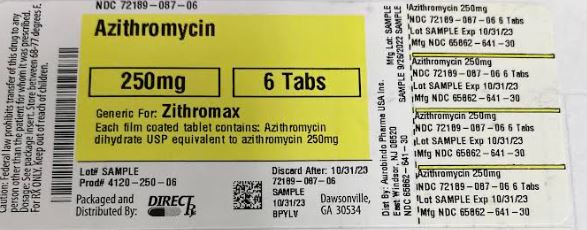 Caution: Federal law prohibits transfer of this drug to any
person other than the patient for whom it was prescribed.
Dosage: See package insert. Store between 68-77 degrees F.
For RX ONLY. Keep out of reach of children.
NDC 72189-087-06
Azithromycin
250mg
6 Tabs
Generic For: Zithromax
Each film coated tablet contains: Azithromycin
dihydrate USP equivalent to azithromycin 250mg
Lot# SAMPLE
Prod# 4120-250-06
Packaged and
Distributed By:
DIRECT Rx
Discard After: 10/31/23
72189-087-06
SAMPLE
10/31/23
BPYLV
Dawsonville,
GA 30534
Mfg Lot: SAMPLE
SAMPLE 9/26/2022 SAMPLE
Dist By: Aurobindo Pharma USA Inc.
East Windsor, NJ 08520
NDC 65862-641-30
Azithromycin 250mg
NDC 72189-087-06 6 Tabs
Lot SAMPLE Exp 10/31/23
Mfg NDC 65862-641-30
Azithromycin 250mg
NDC 72189-087-06 6 Tabs
Lot SAMPLE Exp 10/31/23
Mfg NDC 65862-641-30
Azithromycin 250mg
NDC 72189-087-06 6 Tabs
Lot SAMPLE Exp 10/31/23
Mfg NDC 65862-641-30
Azithromycin 250mg
NDC 72189-087-06 6 Tabs
Lot SAMPLE Exp 10/31/23
Mfg NDC 65862-641-30